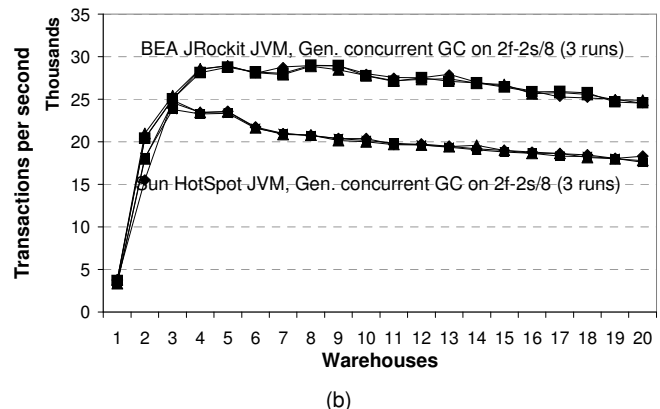 35
30
25
20
15
10
5
0
Thousands
Transactions per second
BEA JRockit JVM, Gen. concurrent GC on 2f-2s/8 (3 runs)
Sun HotSpot JVM, Gen. concurrent GC on 2f-2s/8 (3 runs)
1 2 3 4 5 6 7 8 9 10 11 12 13 14 15 16 17 18 19 20
Warehouses
(b)